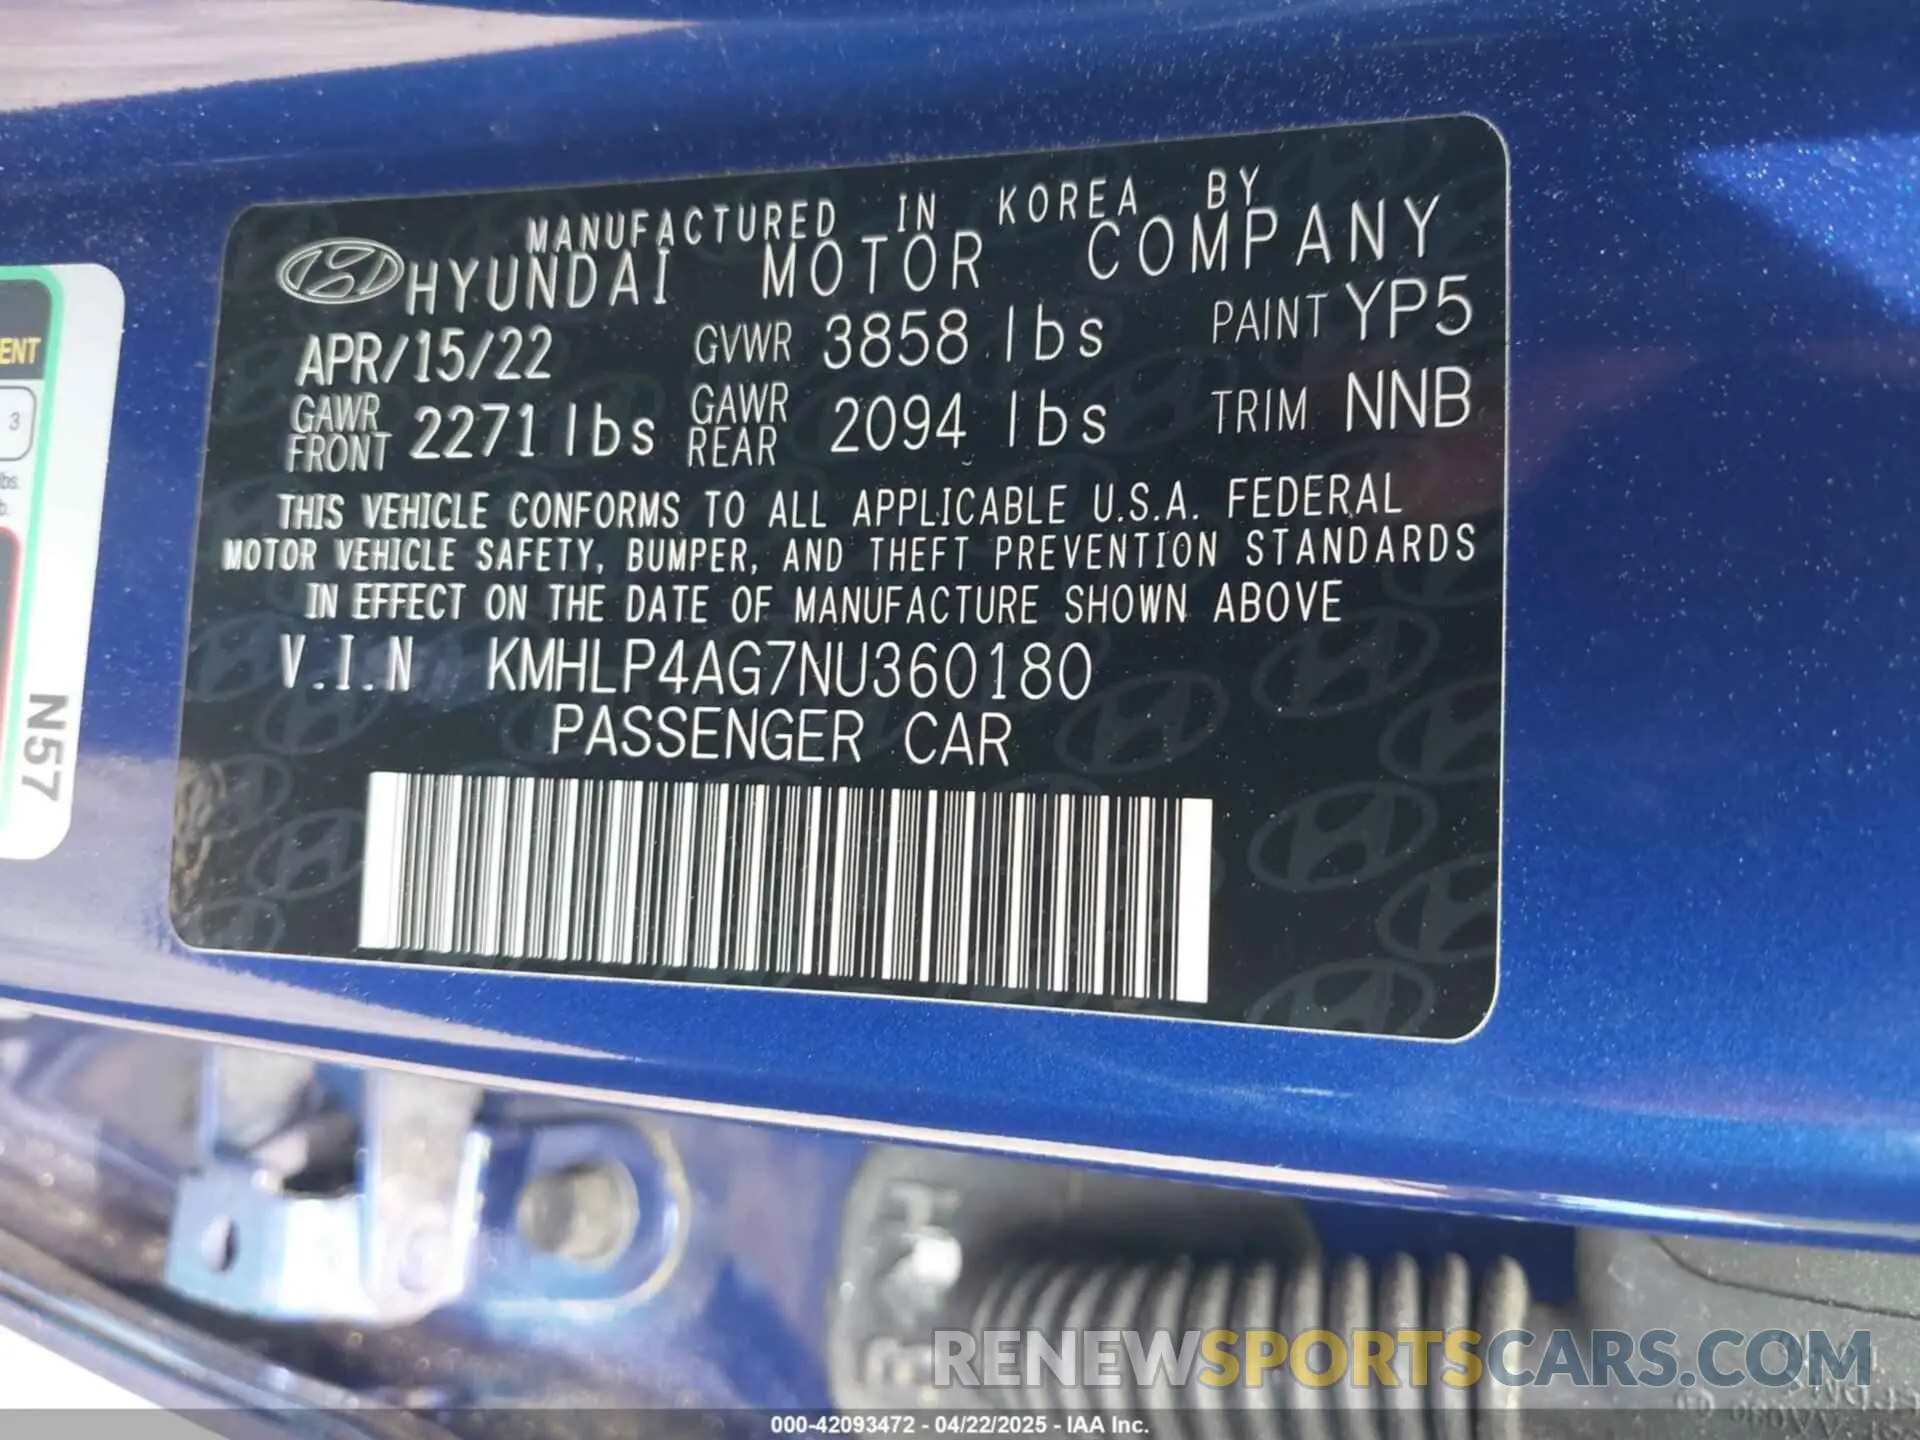 MANUFACTURED IN KOREA BY
HYUNDAI MOTOR COMPANY
APR/15/22 GVWR 3858 lbs PAINT YP5
GAWR FRONT 2271 lbs GAWR REAR 2094 lbs TRIM NNB
THIS VEHICLE CONFORMS TO ALL APPLICABLE U.S.A. FEDERAL
MOTOR VEHICLE SAFETY, BUMPER, AND THEFT PREVENTION STANDARDS
IN EFFECT ON THE DATE OF MANUFACTURE SHOWN ABOVE
V.I.N KMHLP4AG7NU360180
PASSENGER CAR
ENT
3
lbs.
N57
RENEWSPORTSCARS.COM
000-42093472 - 04/22/2025 - IAA Inc.